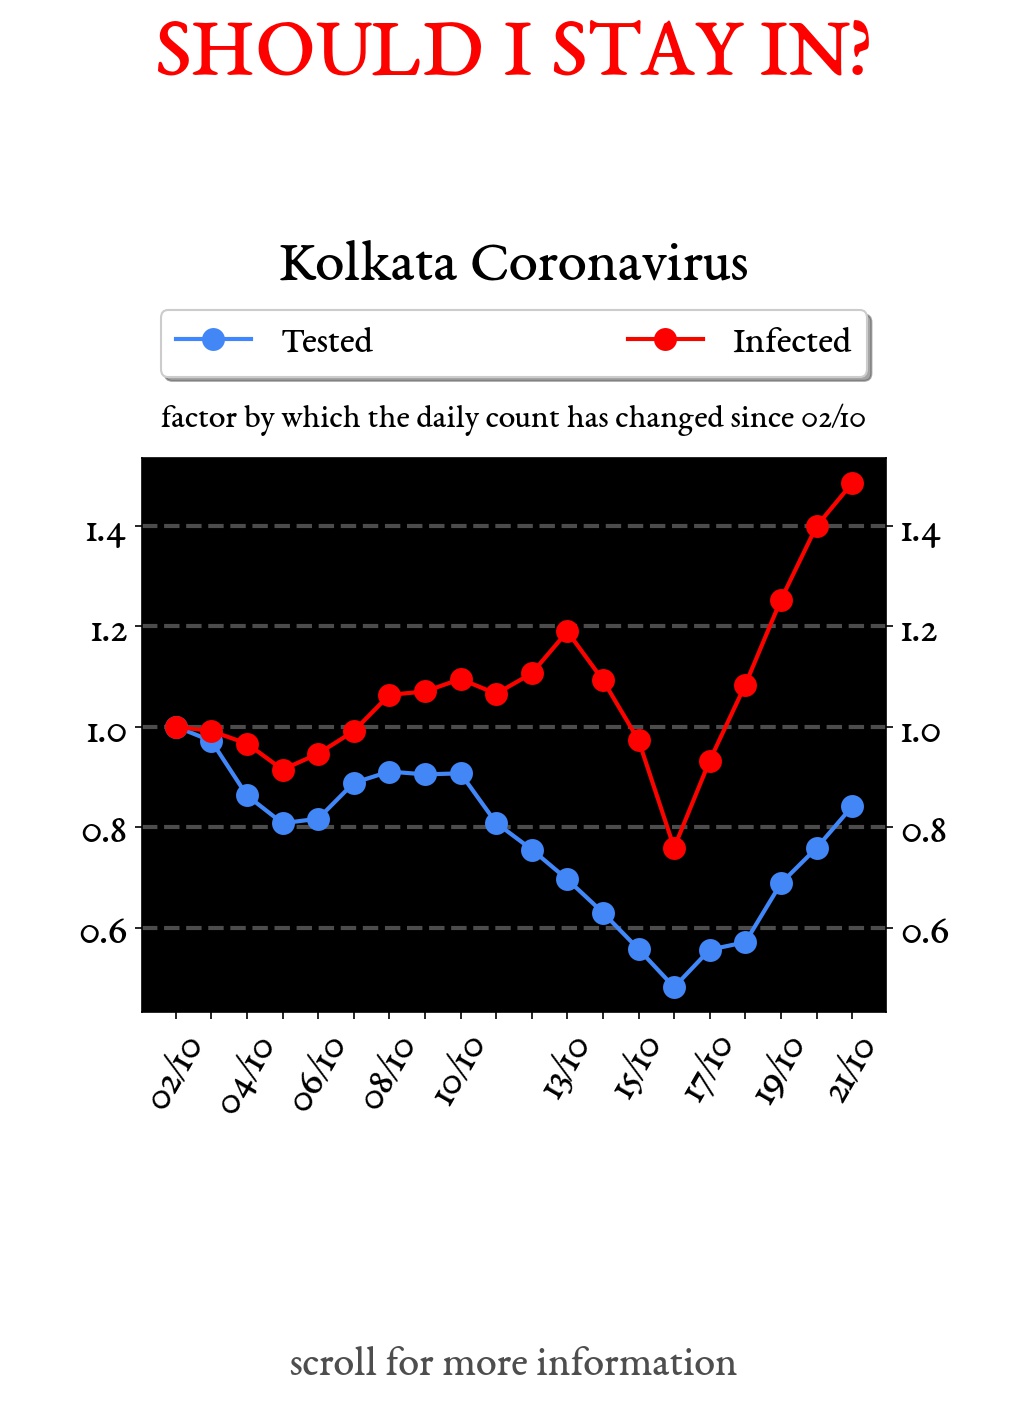 SHOULD I STAY IN?
Kolkata Coronavirus
Tested Infected
factor by which the daily count has changed since 02/10
1.4 1.4
1.2 1.2
1.0 1.0
0.8 0.8
0.6 0.6
02/10 04/10 06/10 08/10 10/10 13/10 15/10 17/10 19/10 21/10
scroll for more information